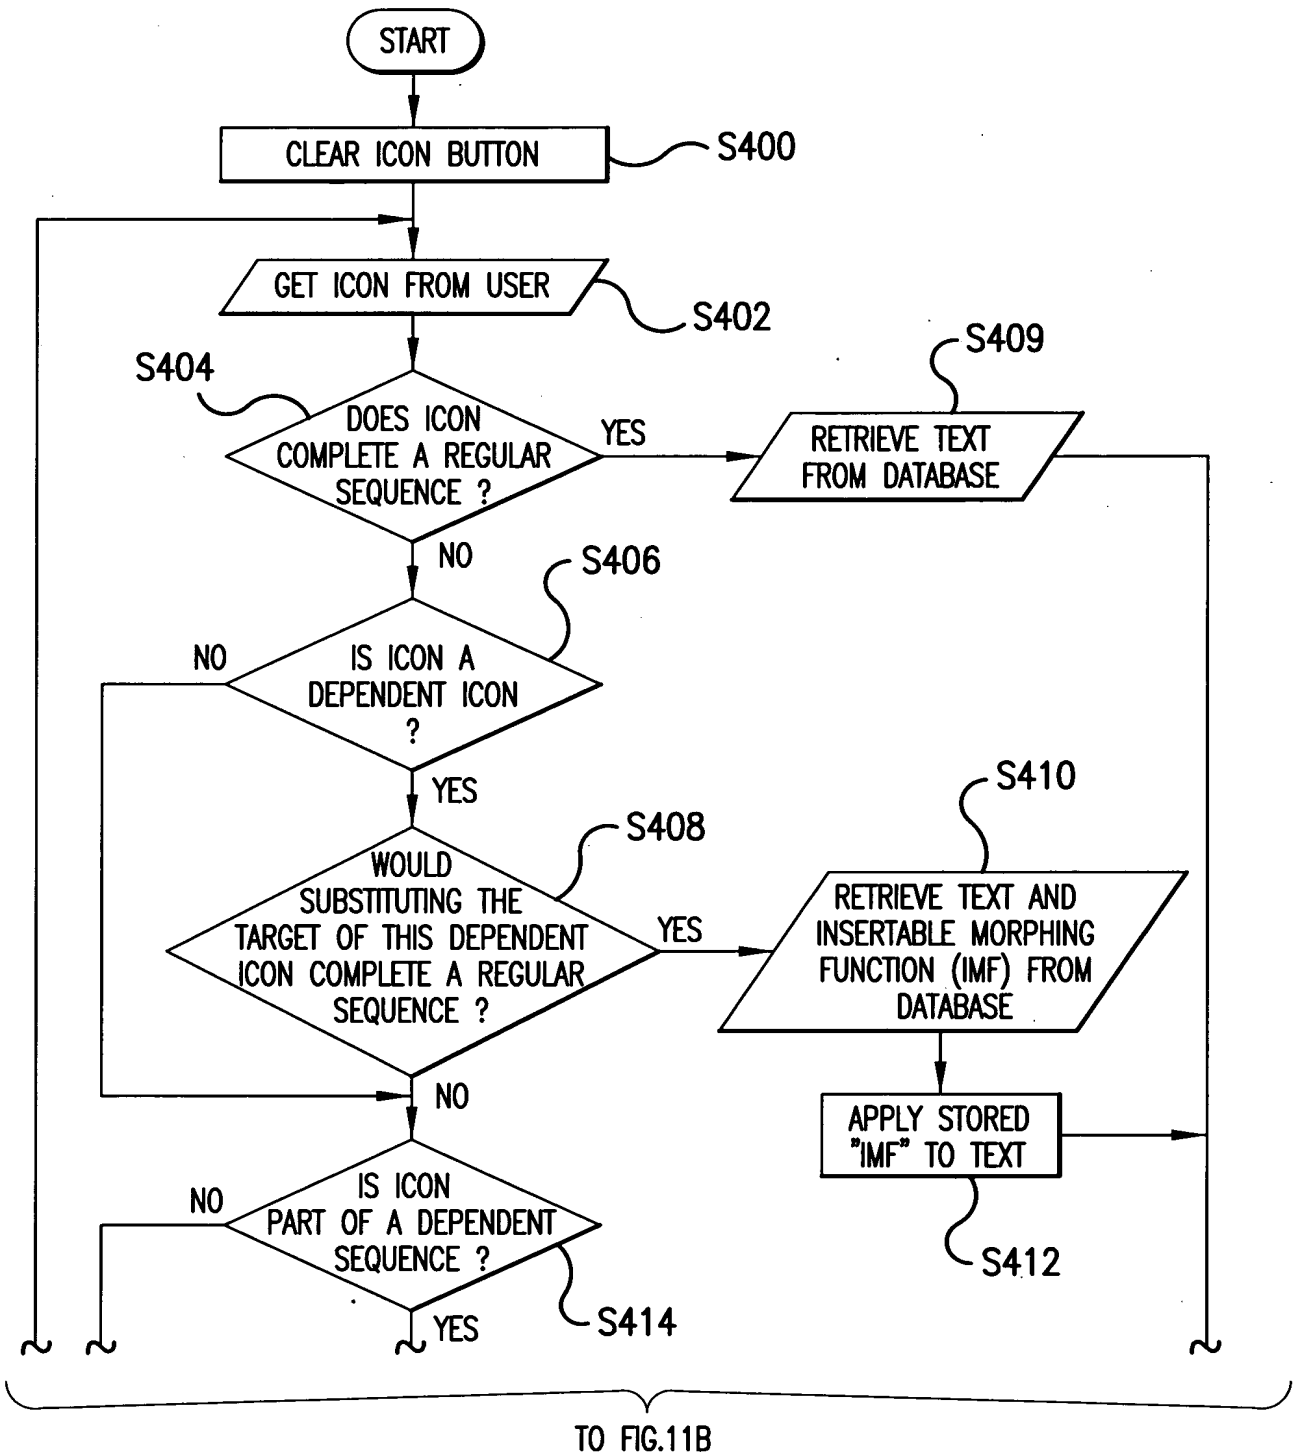 START
CLEAR ICON BUTTON
S400
GET ICON FROM USER
S402
S404
DOES ICON
COMPLETE A REGULAR
SEQUENCE ?
YES
S409
RETRIEVE TEXT
FROM DATABASE
NO
S406
NO
IS ICON A
DEPENDENT ICON
?
YES
S408
WOULD
SUBSTITUTING THE
TARGET OF THIS DEPENDENT
ICON COMPLETE A REGULAR
SEQUENCE ?
YES
S410
RETRIEVE TEXT AND
INSERTABLE MORPHING
FUNCTION (IMF) FROM
DATABASE
NO
APPLY STORED
"IMF" TO TEXT
S412
NO
IS ICON
PART OF A DEPENDENT
SEQUENCE ?
YES
S414
TO FIG.11B